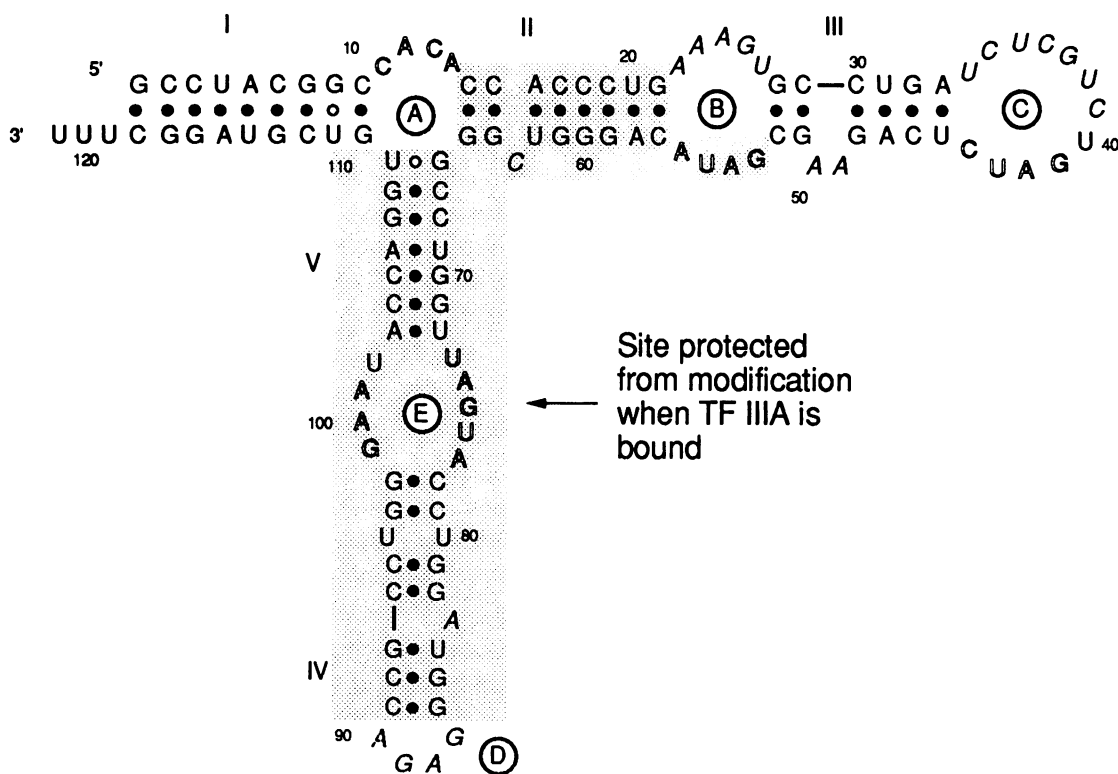 I II III
10 20 30
5' G C C U A C G G C C A C A C C A C C C U G A A A G U G C C U G A U C U C G U C U
A B C
3' U U U C G G A U G C U G G G U G G G A C A U A G C G G A C U C U A G
120 110 C 60 A A 50 40
U G
G C
G C
A U
V C G 70
C G
A U
U U
A A
E
100 A G
G U
A
G C
G C
U U 80
C G
C G
A
G U
IV C G
C G
90 A G A G
D
Site protected
from modification
when TF IIIA is
bound